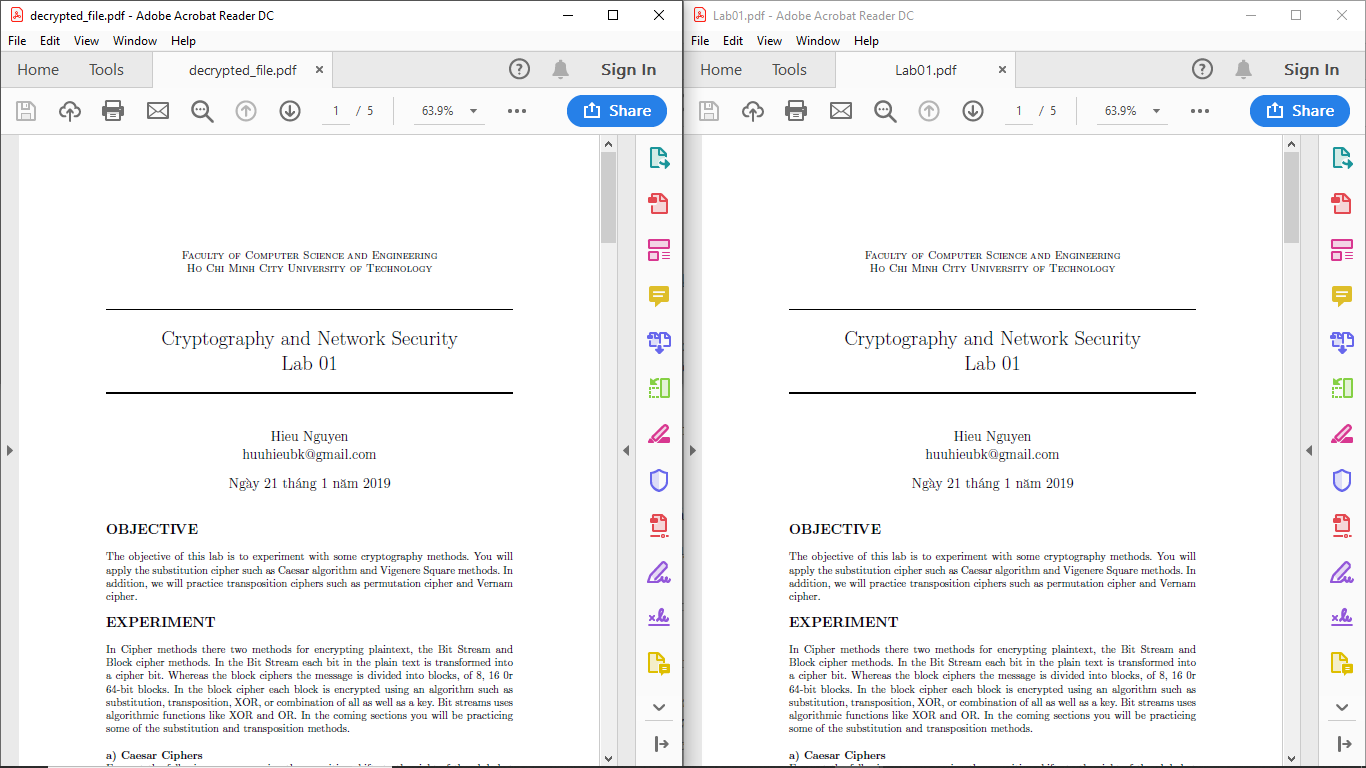 decrypted_file.pdf - Adobe Acrobat Reader DC
File Edit View Window Help
Home Tools decrypted_file.pdf × ? Sign In
1 / 5 63.9% Share
FACULTY OF COMPUTER SCIENCE AND ENGINEERING
HO CHI MINH CITY UNIVERSITY OF TECHNOLOGY
Cryptography and Network Security
Lab 01
Hieu Nguyen
huuhieubk@gmail.com
Ngày 21 tháng 1 năm 2019
OBJECTIVE
The objective of this lab is to experiment with some cryptography methods. You will
apply the substitution cipher such as Caesar algorithm and Vigenere Square methods. In
addition, we will practice transposition ciphers such as permutation cipher and Vernam
cipher.
EXPERIMENT
In Cipher methods there two methods for encrypting plaintext, the Bit Stream and
Block cipher methods. In the Bit Stream each bit in the plain text is transformed into
a cipher bit. Whereas the block ciphers the message is divided into blocks, of 8, 16 0r
64-bit blocks. In the block cipher each block is encrypted using an algorithm such as
substitution, transposition, XOR, or combination of all as well as a key. Bit streams uses
algorithmic functions like XOR and OR. In the coming sections you will be practicing
some of the substitution and transposition methods.
a) Caesar Ciphers
Lab01.pdf - Adobe Acrobat Reader DC
File Edit View Window Help
Home Tools Lab01.pdf × ? Sign In
1 / 5 63.9% Share
FACULTY OF COMPUTER SCIENCE AND ENGINEERING
HO CHI MINH CITY UNIVERSITY OF TECHNOLOGY
Cryptography and Network Security
Lab 01
Hieu Nguyen
huuhieubk@gmail.com
Ngày 21 tháng 1 năm 2019
OBJECTIVE
The objective of this lab is to experiment with some cryptography methods. You will
apply the substitution cipher such as Caesar algorithm and Vigenere Square methods. In
addition, we will practice transposition ciphers such as permutation cipher and Vernam
cipher.
EXPERIMENT
In Cipher methods there two methods for encrypting plaintext, the Bit Stream and
Block cipher methods. In the Bit Stream each bit in the plain text is transformed into
a cipher bit. Whereas the block ciphers the message is divided into blocks, of 8, 16 0r
64-bit blocks. In the block cipher each block is encrypted using an algorithm such as
substitution, transposition, XOR, or combination of all as well as a key. Bit streams uses
algorithmic functions like XOR and OR. In the coming sections you will be practicing
some of the substitution and transposition methods.
a) Caesar Ciphers